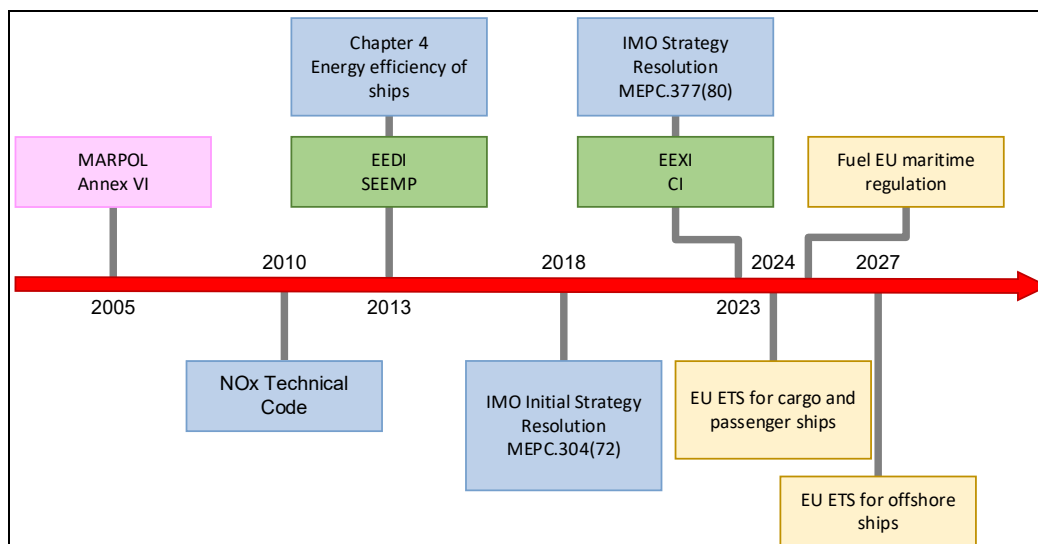 Chapter 4
Energy efficiency of
ships
IMO Strategy
Resolution
MEPC.377(80)
MARPOL
Annex VI
EEDI
SEEMP
EEXI
CI
Fuel EU maritime
regulation
2010
2018
2024
2027
2005
2013
2023
NOx Technical
Code
IMO Initial Strategy
Resolution
MEPC.304(72)
EU ETS for cargo and
passenger ships
EU ETS for offshore
ships